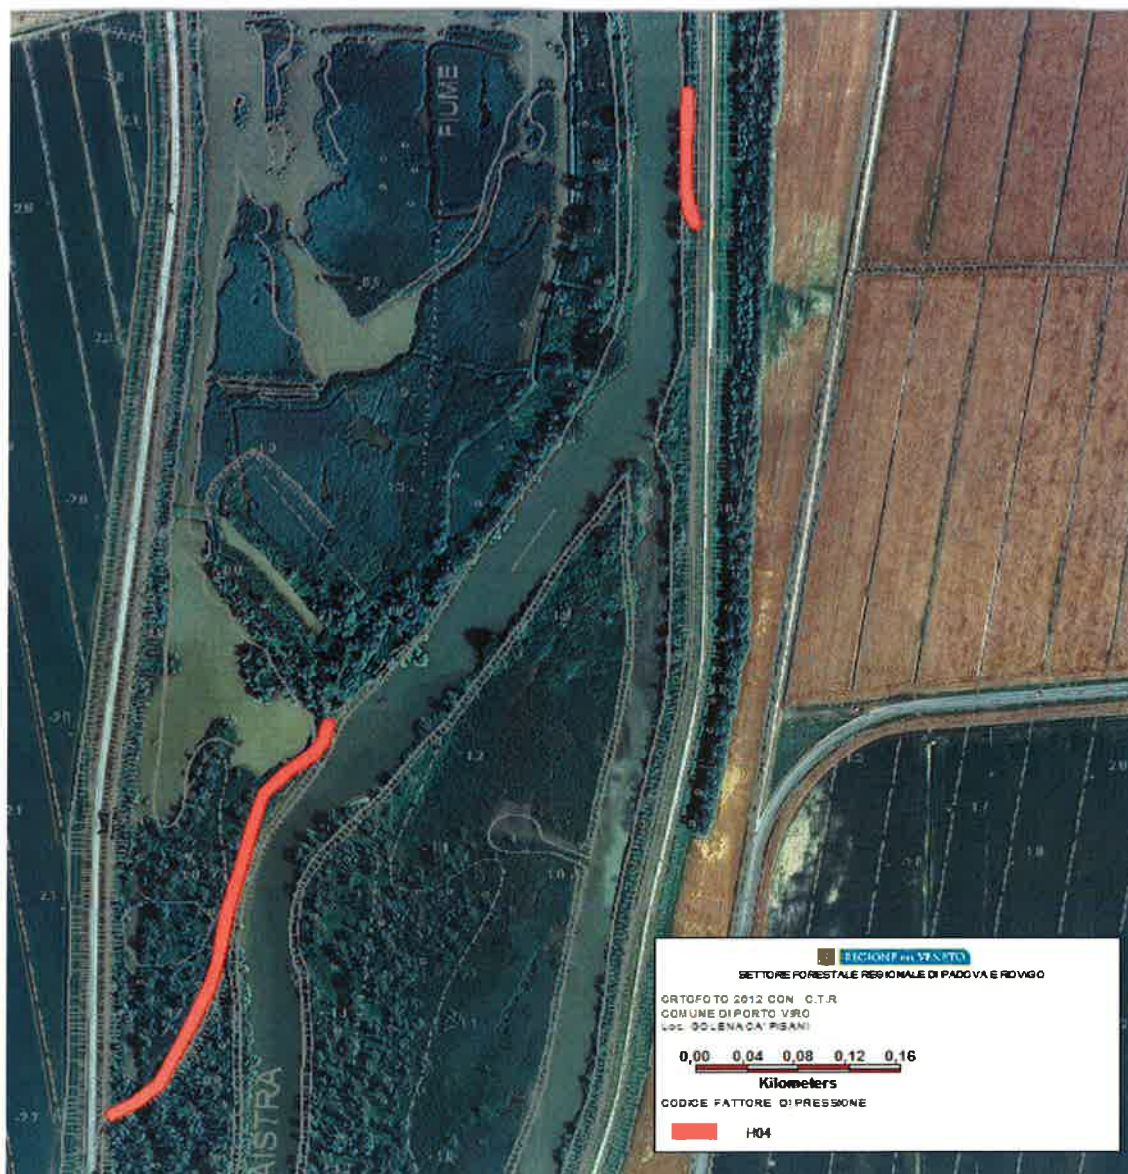 FIUME
AISTRA
REGIONE DEL VENETO
SETTORE FORESTALE REGIONALE DI PADOVA E ROVIGO
ORTOFOTO 2012 CON C.T.R
COMUNE DI PORTO VIRO
Loc. GOLENA CA' PISANI
0,00 0,04 0,08 0,12 0,16
Kilometers
CODICE FATTORE DI PRESSIONE
H04